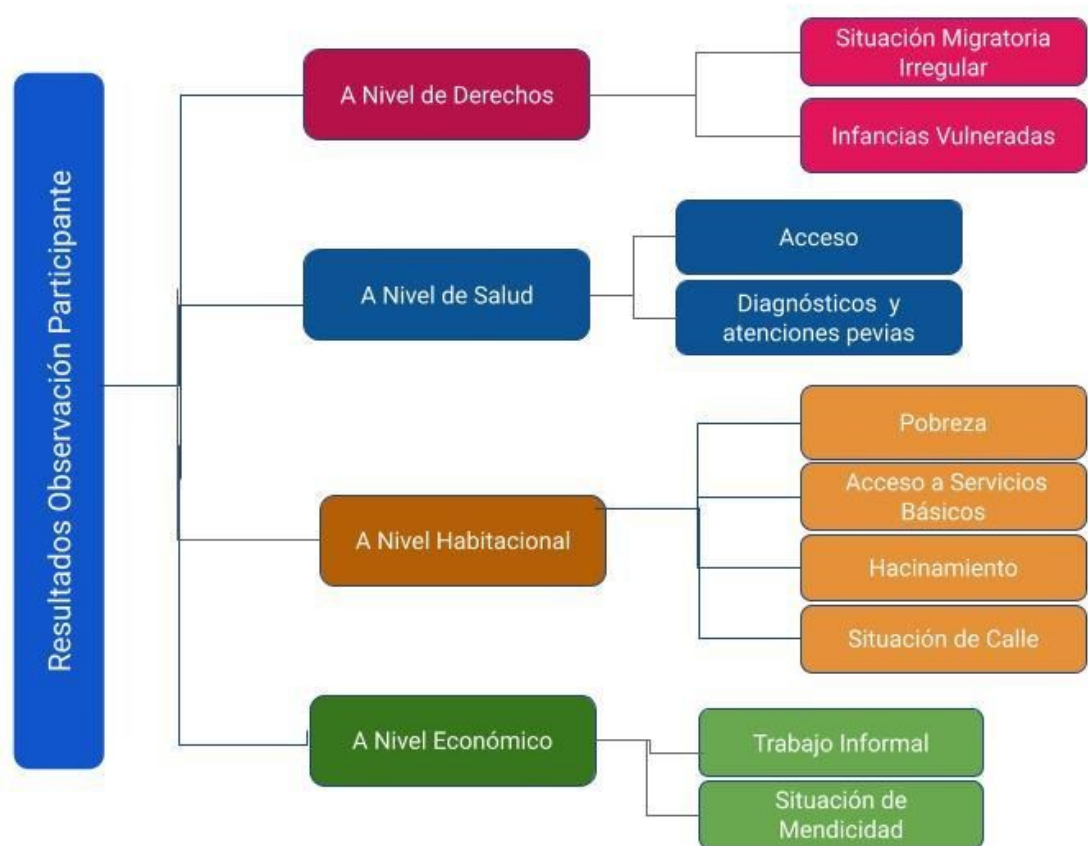 Resultados Observación Participante
A Nivel de Derechos
Situación Migratoria
Irregular
Infancias Vulneradas
A Nivel de Salud
Acceso
Diagnósticos y
atenciones pevias
A Nivel Habitacional
Pobreza
Acceso a Servicios
Básicos
Hacinamiento
Situación de Calle
A Nivel Económico
Trabajo Informal
Situación de
Mendicidad